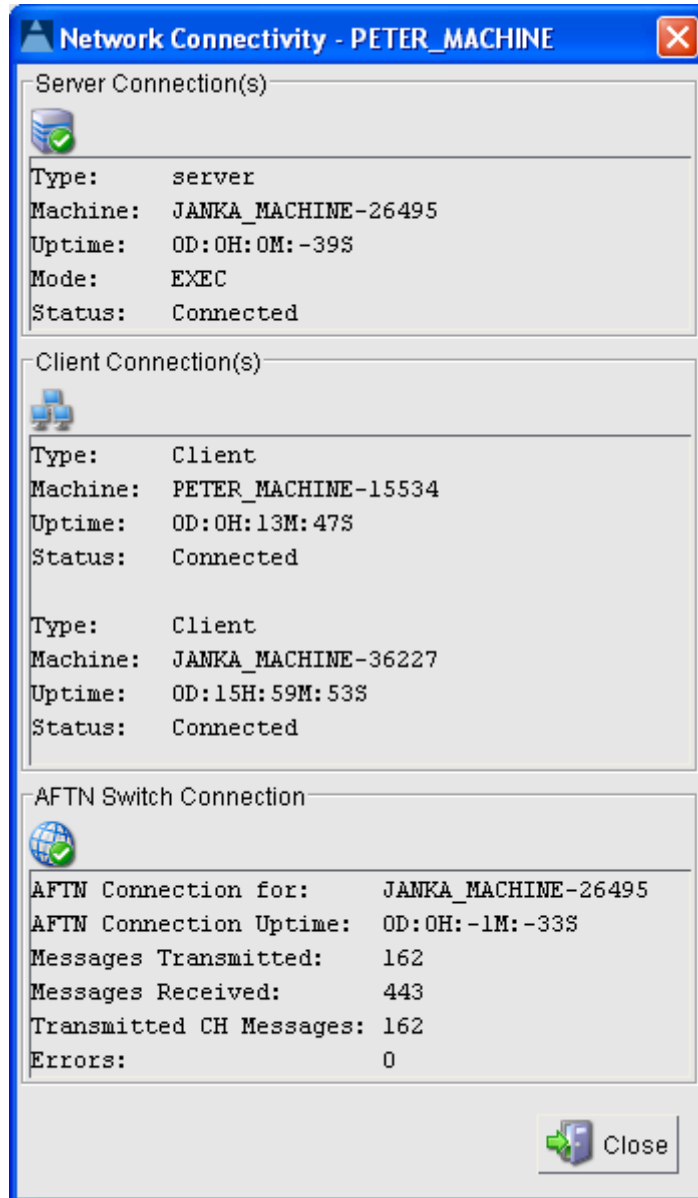 Network Connectivity - PETER_MACHINE
Server Connection(s)
Type: server
Machine: JANKA_MACHINE-26495
Uptime: 0D:0H:0M:-39S
Mode: EXEC
Status: Connected
Client Connection(s)
Type: Client
Machine: PETER_MACHINE-15534
Uptime: 0D:0H:13M:47S
Status: Connected
Type: Client
Machine: JANKA_MACHINE-36227
Uptime: 0D:15H:59M:53S
Status: Connected
AFTN Switch Connection
AFTN Connection for: JANKA_MACHINE-26495
AFTN Connection Uptime: 0D:0H:-1M:-33S
Messages Transmitted: 162
Messages Received: 443
Transmitted CH Messages: 162
Errors: 0
Close